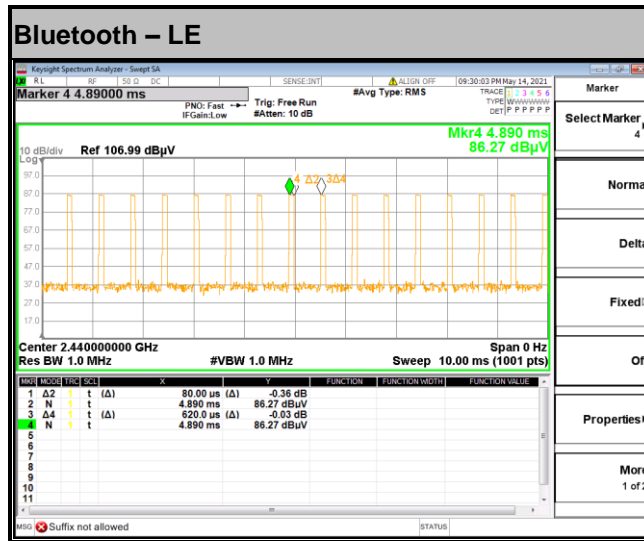 Bluetooth – LE
Keysight Spectrum Analyzer - Swept SA
RL RF 50 Ω DC SENSE:INT ALIGN OFF 09:30:03 PM May 14, 2021
Marker 4 4.89000 ms
PNO: Fast Trig: Free Run #Avg Type: RMS TRACE 1 2 3 4 5 6
IFGain:Low #Atten: 10 dB TYPE WWWWWW
DET P P P P P P
Mkr4 4.890 ms
86.27 dBµV
10 dB/div Ref 106.99 dBµV
Log
97.0
87.0
77.0
67.0
57.0
47.0
37.0
27.0
17.0
4 Δ2 3Δ4
Center 2.440000000 GHz Span 0 Hz
Res BW 1.0 MHz #VBW 1.0 MHz Sweep 10.00 ms (1001 pts)
MKR MODE TRC SCL X Y FUNCTION FUNCTION WIDTH FUNCTION VALUE
1 Δ2 1 t (Δ) 80.00 µs (Δ) -0.36 dB
2 N 1 t 4.890 ms 86.27 dBµV
3 Δ4 1 t (Δ) 620.0 µs (Δ) -0.03 dB
4 N 1 t 4.890 ms 86.27 dBµV
5
6
7
8
9
10
11
MSG Suffix not allowed STATUS
Marker
Select Marker
4
Norma
Delta
Fixed
Of
Properties
More
1 of 2